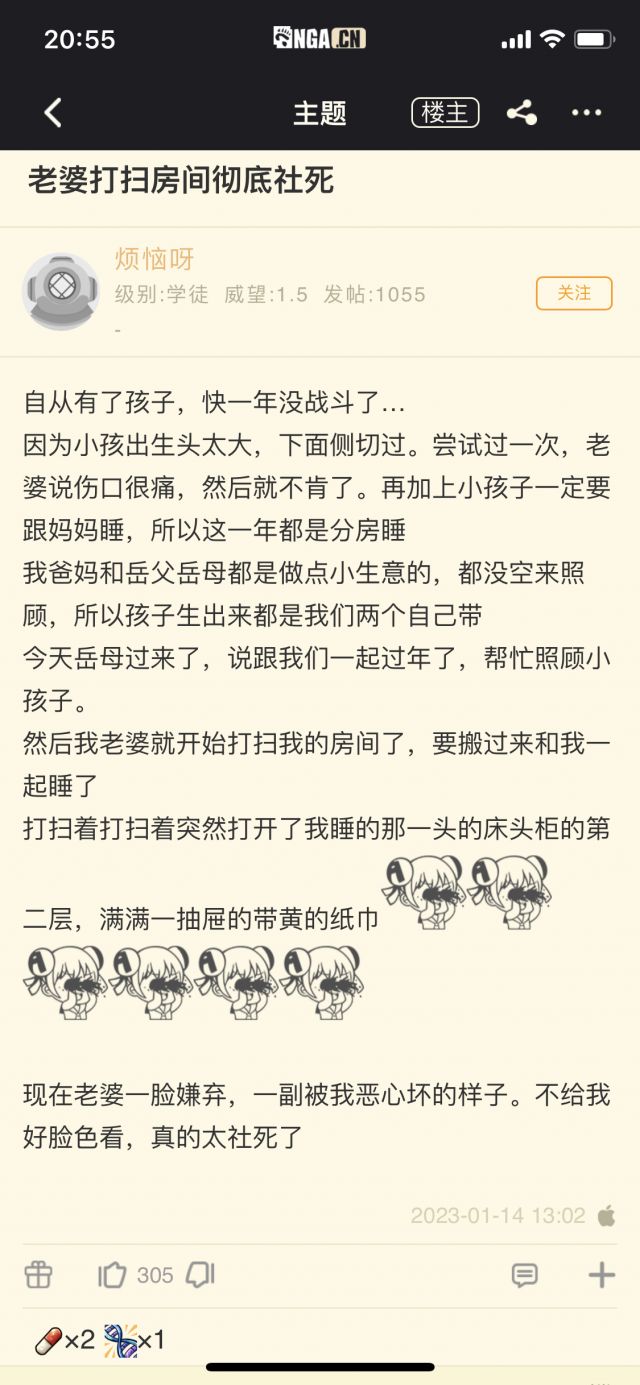 20:55
NGA.CN
主题
楼主
老婆打扫房间彻底社死
烦恼呀
级别:学徒 威望:1.5 发帖:1055
关注
-
自从有了孩子，快一年没战斗了...
因为小孩出生头太大，下面侧切过。尝试过一次，老
婆说伤口很痛，然后就不肯了。再加上小孩子一定要
跟妈妈睡，所以这一年都是分房睡
我爸妈和岳父岳母都是做点小生意的，都没空来照
顾，所以孩子生出来都是我们两个自己带
今天岳母过来了，说跟我们一起过年了，帮忙照顾小
孩子。
然后我老婆就开始打扫我的房间了，要搬过来和我一
起睡了
打扫着打扫着突然打开了我睡的那一头的床头柜的第
二层，满满一抽屉的带黄的纸巾
现在老婆一脸嫌弃，一副被我恶心坏的样子。不给我
好脸色看，真的太社死了
2023-01-14 13:02
305
×2 ×1